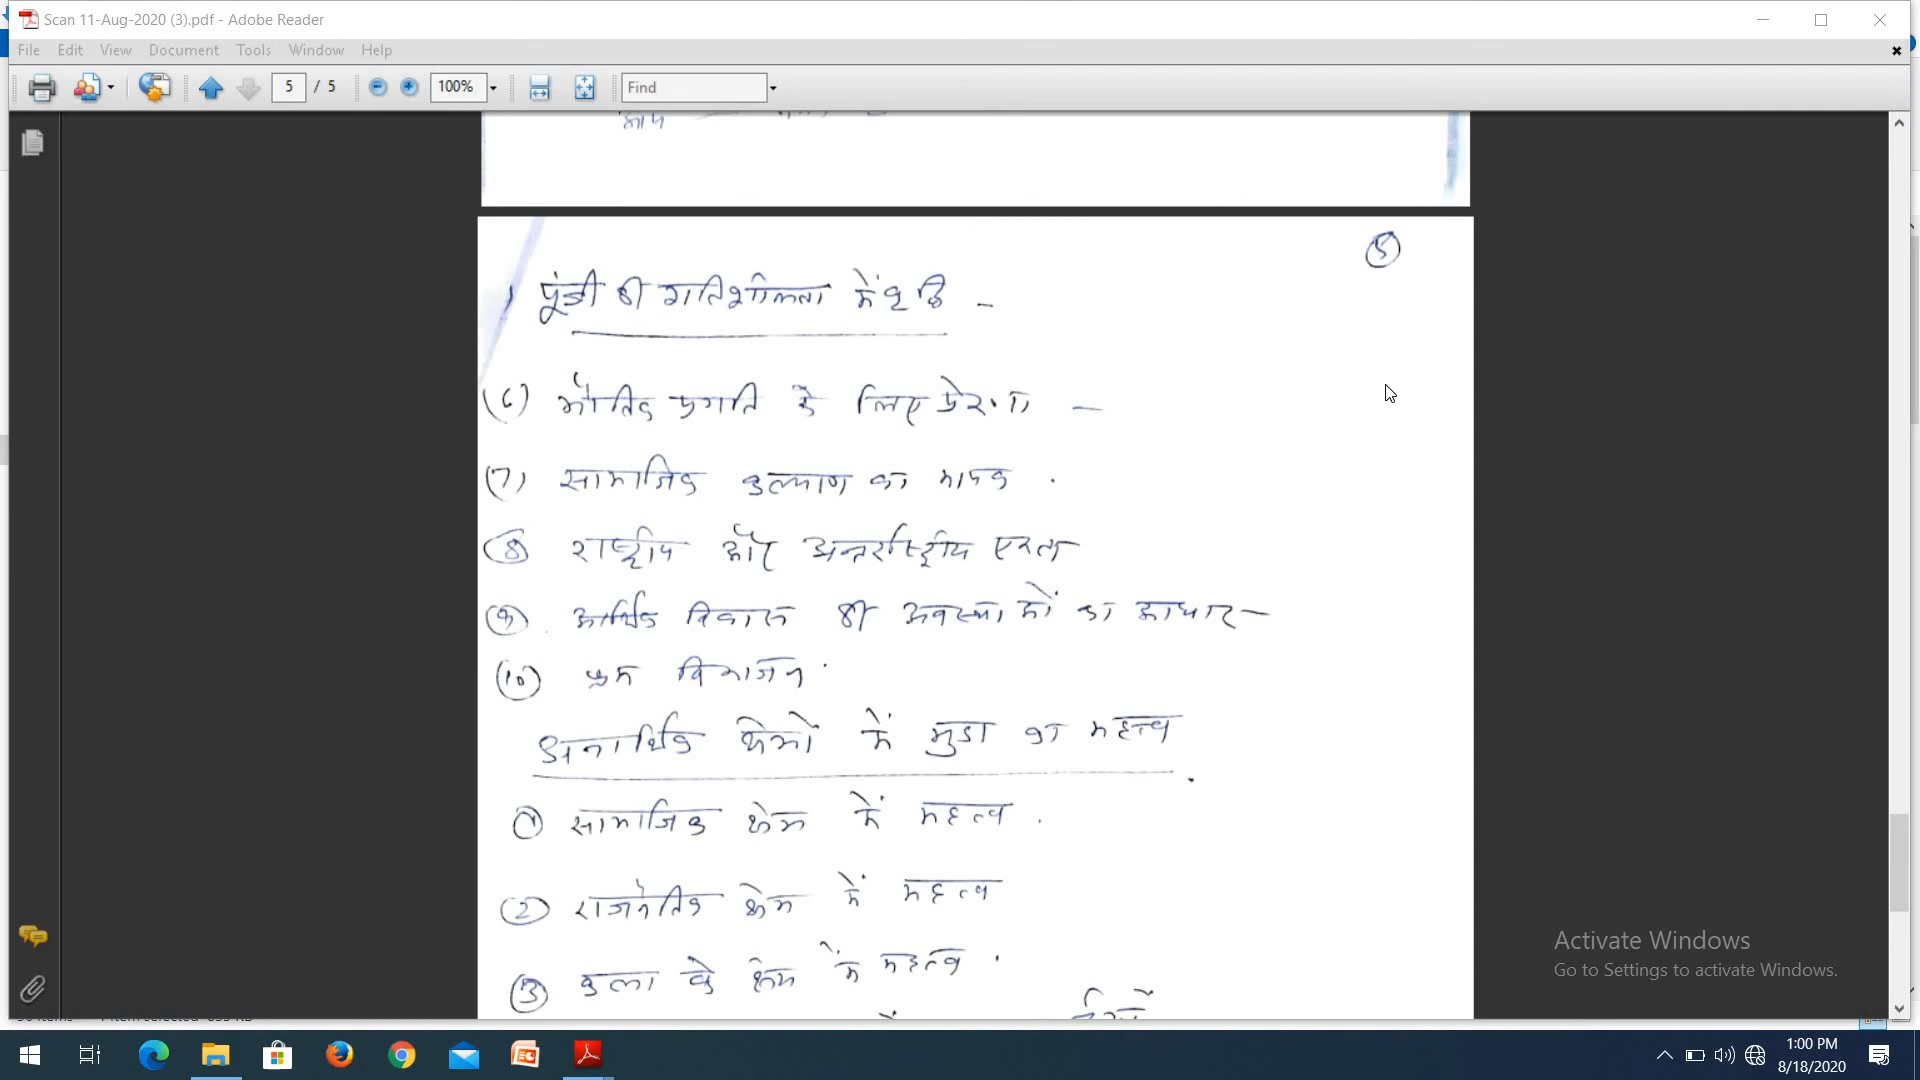 Scan 11-Aug-2020 (3).pdf - Adobe Reader
File Edit View Document Tools Window Help
5 / 5 100% Find
5
पूंजी की गतिशीलता में वृद्धि -
(6) भौतिक प्रगति के लिए प्रेरणा -
(7) सामाजिक कल्याण का मापक .
(8) राष्ट्रीय और अन्तर्राष्ट्रीय एकता
(9) आर्थिक विकास की अवस्थाओं का आधार -
(10) श्रम विभाजन
अनार्थिक क्षेत्रों में मुद्रा का महत्त्व
(1) सामाजिक क्षेत्र में महत्व .
(2) राजनैतिक क्षेत्र में महत्व
(3) कला के क्षेत्र में महत्व .
Activate Windows
Go to Settings to activate Windows.
1:00 PM
8/18/2020